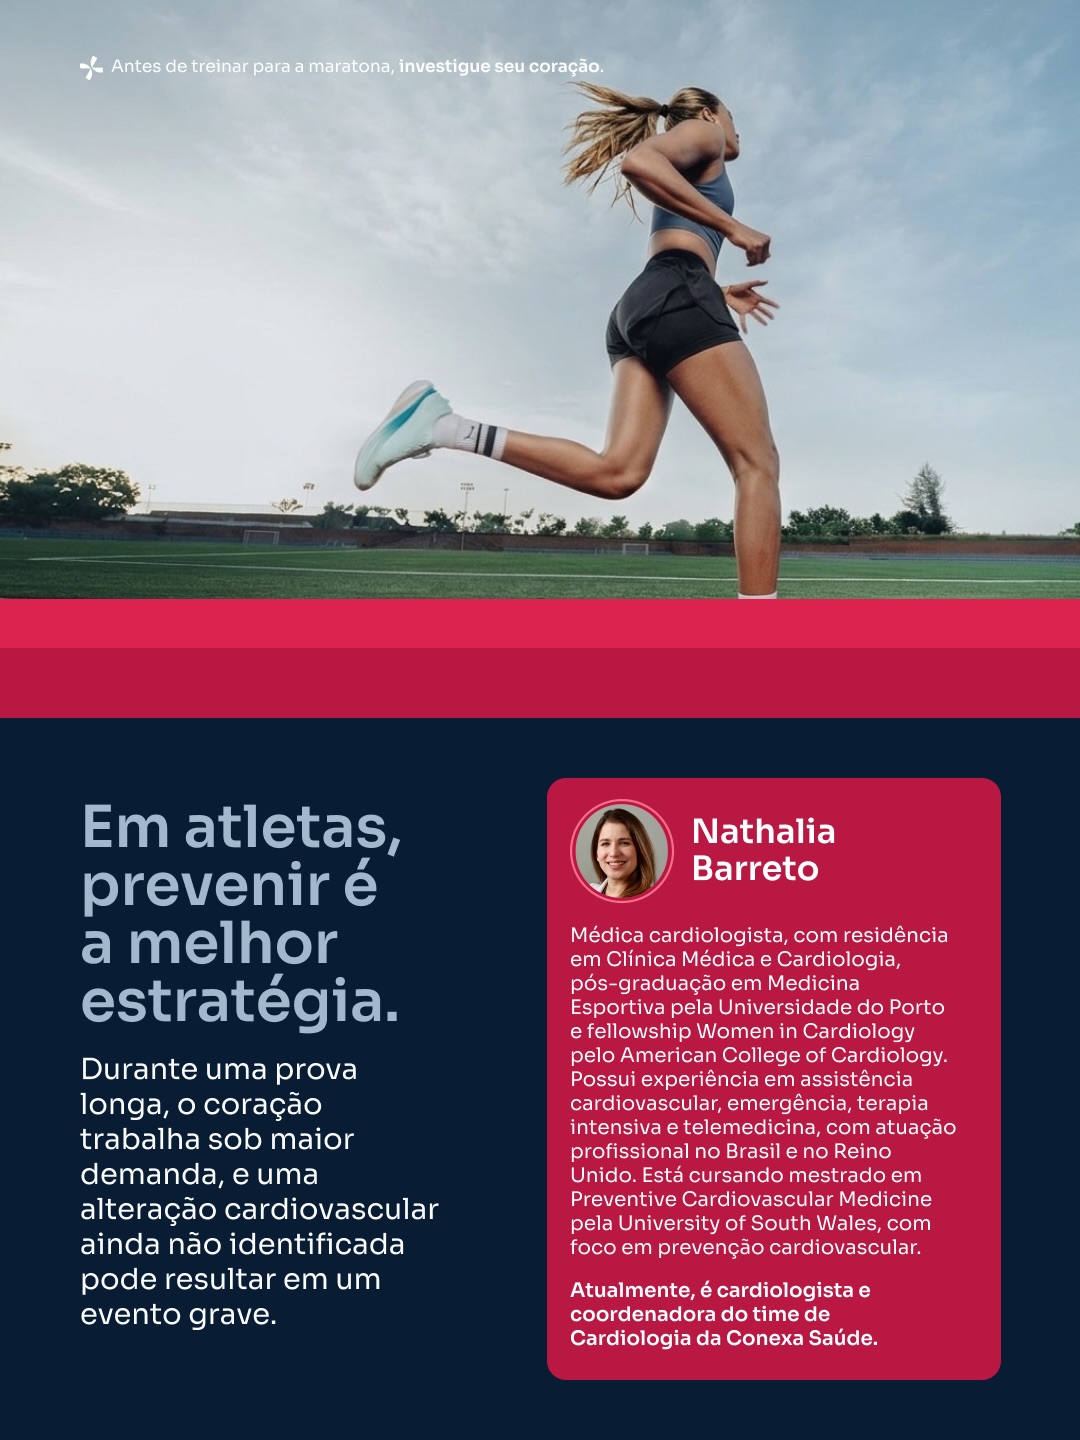 Antes de treinar para a maratona, investigue seu coração.
Em atletas,
prevenir é
a melhor
estratégia.
Durante uma prova
longa, o coração
trabalha sob maior
demanda, e uma
alteração cardiovascular
ainda não identificada
pode resultar em um
evento grave.
Nathalia
Barreto
Médica cardiologista, com residência
em Clínica Médica e Cardiologia,
pós-graduação em Medicina
Esportiva pela Universidade do Porto
e fellowship Women in Cardiology
pelo American College of Cardiology.
Possui experiência em assistência
cardiovascular, emergência, terapia
intensiva e telemedicina, com atuação
profissional no Brasil e no Reino
Unido. Está cursando mestrado em
Preventive Cardiovascular Medicine
pela University of South Wales, com
foco em prevenção cardiovascular.
Atualmente, é cardiologista e
coordenadora do time de
Cardiologia da Conexa Saúde.